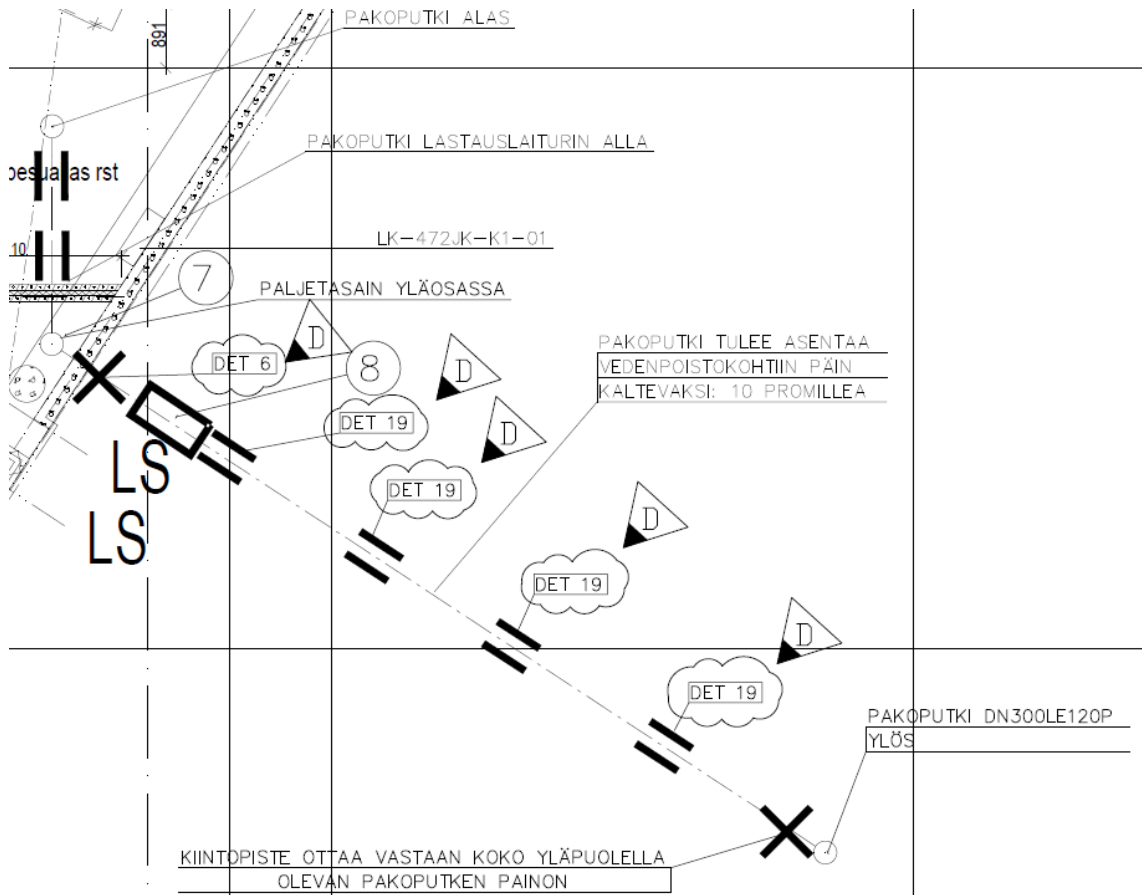 PAKOPUTKI ALAS
891
PAKOPUTKI LASTAUSLAITURIN ALLA
pesuallas rst
10
LK-472JK-K1-01
7
PALJETASAIN YLÄOSASSA
D
DET 6
8
D
PAKOPUTKI TULEE ASENTAA
VEDENPOISTOKOHTIIN PÄIN
KALTEVAKSI: 10 PROMILLEA
DET 19
D
LS
DET 19
LS
D
DET 19
D
DET 19
PAKOPUTKI DN300LE120P
YLÖS
KIINTOPISTE OTTAA VASTAAN KOKO YLÄPUOLELLA
OLEVAN PAKOPUTKEN PAINON